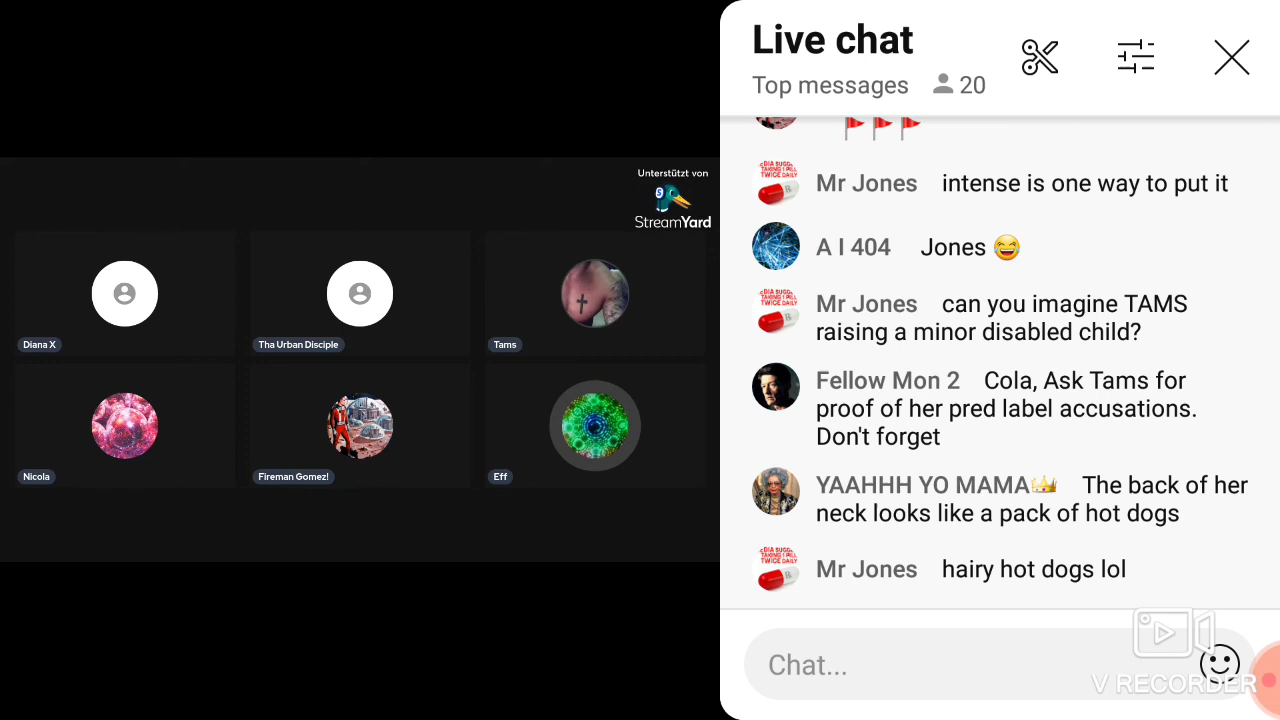 Unterstützt von
StreamYard
Diana X
Tha Urban Disciple
Tams
Nicola
Fireman Gomez!
Eff
Live chat
Top messages 20
Mr Jones intense is one way to put it
A I 404 Jones 😂
Mr Jones can you imagine TAMS
raising a minor disabled child?
Fellow Mon 2 Cola, Ask Tams for
proof of her pred label accusations.
Don't forget
YAAHHH YO MAMA👑 The back of her
neck looks like a pack of hot dogs
Mr Jones hairy hot dogs lol
Chat...
V RECORDER